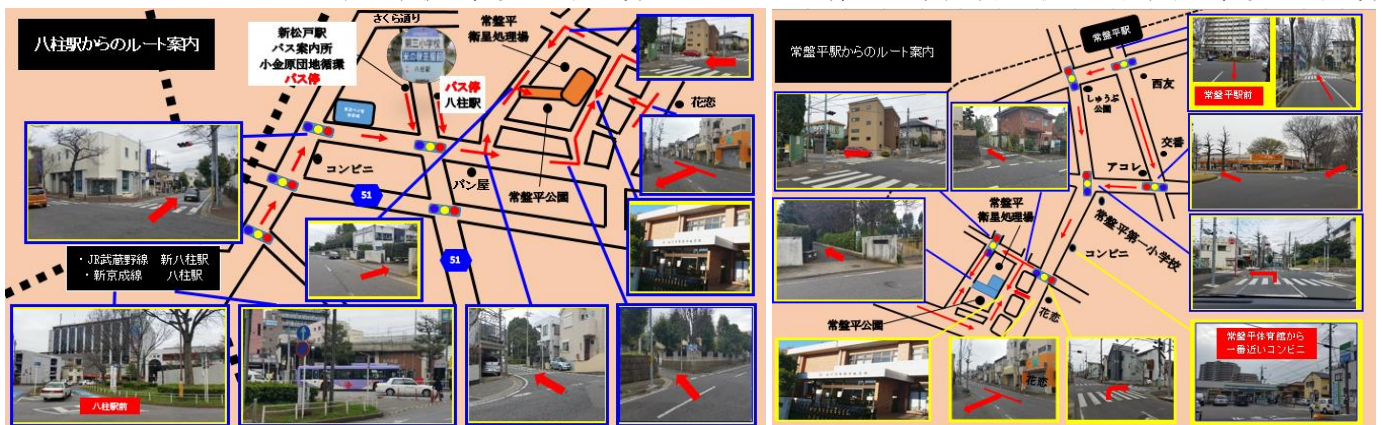 八柱駅からのルート案内
さくら通り
新松戸駅
バス案内所
小金原団地循環
バス停
第三小学校
八柱駅
バス停
八柱駅
常盤平
衛星処理場
花恋
コンビニ
パン屋
常盤平公園
51
51
・JR武蔵野線 新八柱駅
・新京成線 八柱駅
八柱駅前
常盤平駅からのルート案内
常盤平駅
西友
しゅうぶ
公園
交番
アコレ
常盤平駅前
常盤平
衛星処理場
常盤平第一小学校
コンビニ
花恋
常盤平公園
花恋
常盤平体育館から
一番近いコンビニ